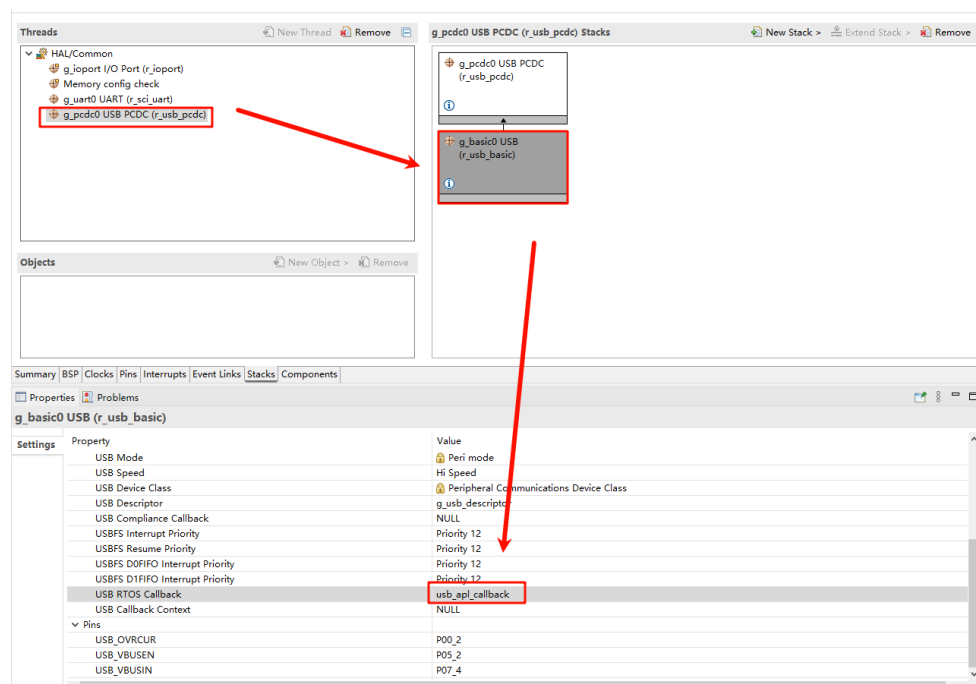 Threads New Thread Remove
g_pcdc0 USB PCDC (r_usb_pcdc) Stacks New Stack > Extend Stack > Remove
HAL/Common
g_ioport I/O Port (r_ioport)
Memory config check
g_uart0 UART (r_sci_uart)
g_pcdc0 USB PCDC (r_usb_pcdc)
g_pcdc0 USB PCDC
(r_usb_pcdc)
g_basic0 USB
(r_usb_basic)
Objects New Object > Remove
Summary BSP Clocks Pins Interrupts Event Links Stacks Components
Properties Problems
g_basic0 USB (r_usb_basic)
Settings
Property Value
USB Mode Peri mode
USB Speed Hi Speed
USB Device Class Peripheral Communications Device Class
USB Descriptor g_usb_descriptor
USB Compliance Callback NULL
USBFS Interrupt Priority Priority 12
USBFS Resume Priority Priority 12
USBFS D0FIFO Interrupt Priority Priority 12
USBFS D1FIFO Interrupt Priority Priority 12
USB RTOS Callback usb_apl_callback
USB Callback Context NULL
Pins
USB_OVRCUR P00_2
USB_VBUSEN P05_2
USB_VBUSIN P07_4